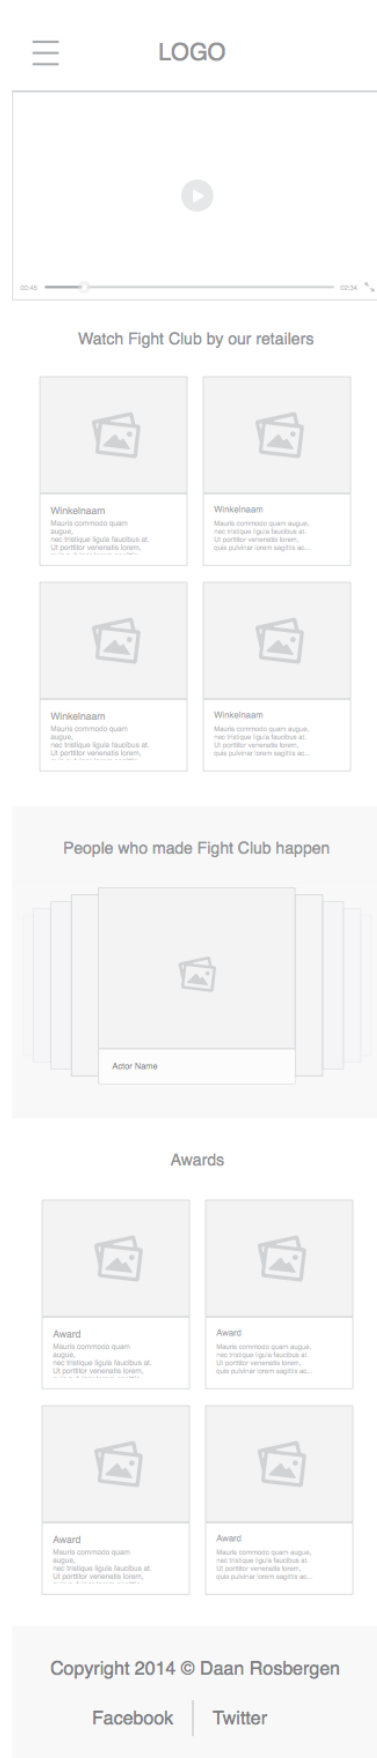 LOGO
00:45
02:34
Watch Fight Club by our retailers
Winkelnaam
Mauris commodo quam
augue,
nec tristique ligula faucibus at.
Ut porttitor venenatis lorem,
Winkelnaam
Mauris commodo quam augue,
nec tristique ligula faucibus at.
Ut porttitor venenatis lorem,
quis pulvinar lorem sagittis ac...
Winkelnaam
Mauris commodo quam
augue,
nec tristique ligula faucibus at.
Ut porttitor venenatis lorem,
Winkelnaam
Mauris commodo quam augue,
nec tristique ligula faucibus at.
Ut porttitor venenatis lorem,
quis pulvinar lorem sagittis ac...
People who made Fight Club happen
Actor Name
Awards
Award
Mauris commodo quam
augue,
nec tristique ligula faucibus at.
Ut porttitor venenatis lorem,
Award
Mauris commodo quam augue,
nec tristique ligula faucibus at.
Ut porttitor venenatis lorem,
quis pulvinar lorem sagittis ac...
Award
Mauris commodo quam
augue,
nec tristique ligula faucibus at.
Ut porttitor venenatis lorem,
Award
Mauris commodo quam augue,
nec tristique ligula faucibus at.
Ut porttitor venenatis lorem,
quis pulvinar lorem sagittis ac...
Copyright 2014 © Daan Rosbergen
Facebook
Twitter